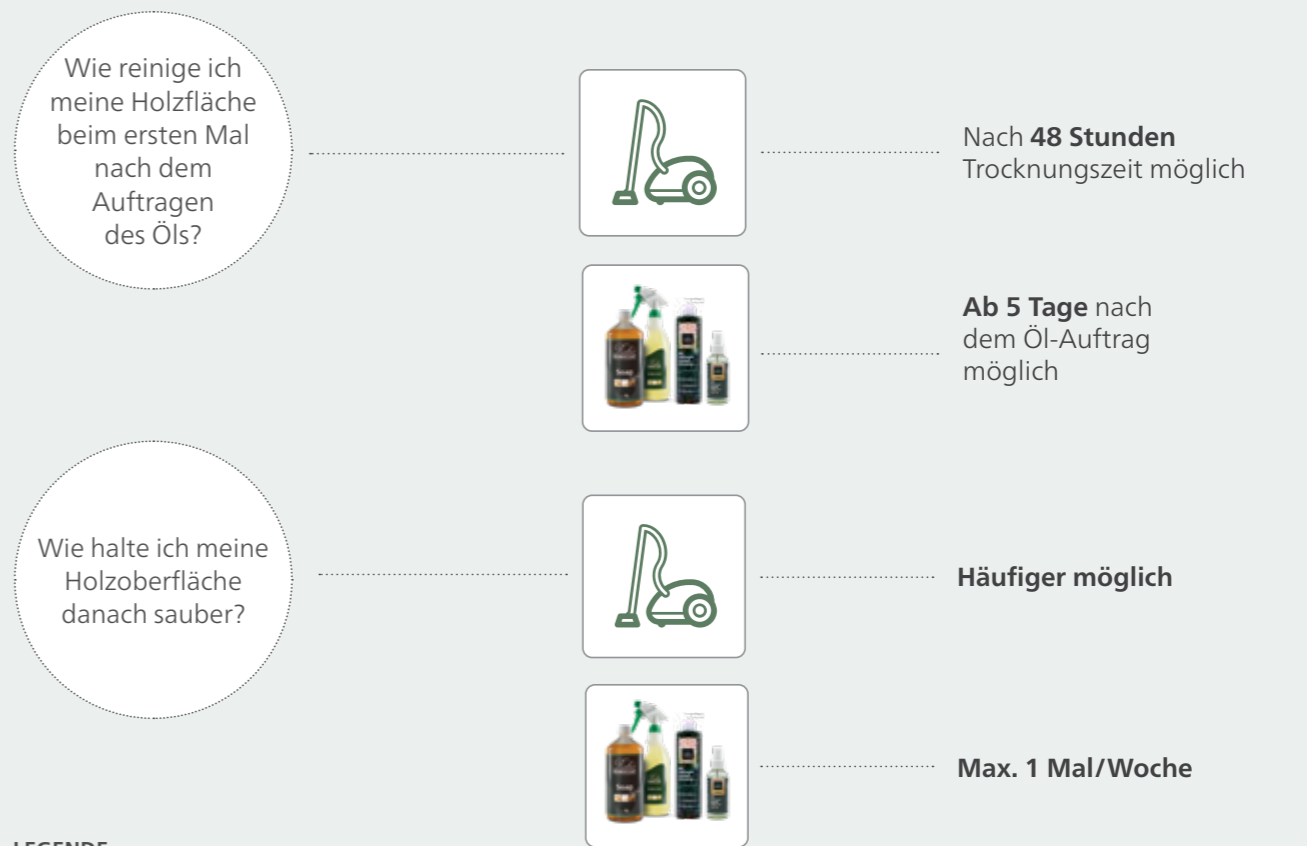 Wie reinige ich
meine Holzfläche
beim ersten Mal
nach dem
Auftragen
des Öls?
Nach 48 Stunden
Trocknungszeit möglich
Ab 5 Tage nach
dem Öl-Auftrag
möglich
Soap
Wie halte ich meine
Holzoberfläche
danach sauber?
Häufiger möglich
Soap
Max. 1 Mal/Woche
LEGENDE